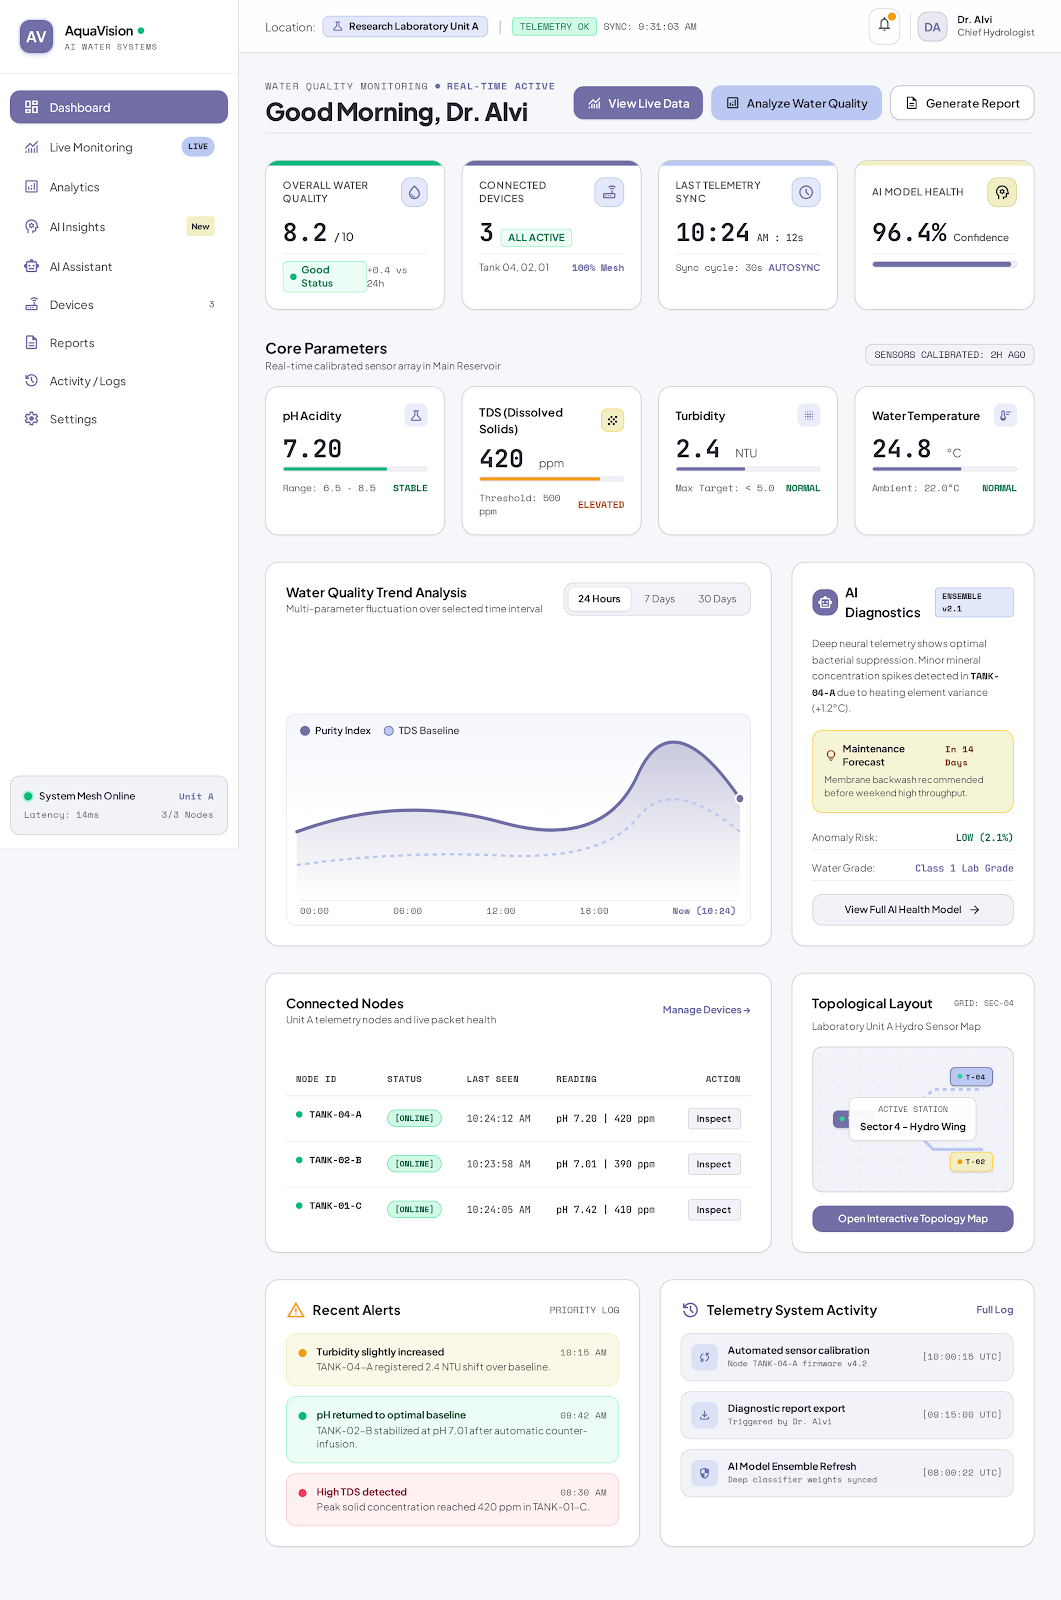 AV
AquaVision
AI WATER SYSTEMS
Dashboard
Live Monitoring
LIVE
Analytics
AI Insights
New
AI Assistant
Devices
3
Reports
Activity / Logs
Settings
System Mesh Online
Unit A
Latency: 14ms
3/3 Nodes
Location:
Research Laboratory Unit A
TELEMETRY OK
SYNC: 9:31:03 AM
DA
Dr. Alvi
Chief Hydrologist
WATER QUALITY MONITORING
REAL-TIME ACTIVE
Good Morning, Dr. Alvi
View Live Data
Analyze Water Quality
Generate Report
OVERALL WATER
QUALITY
8.2 / 10
Good
Status
+0.4 vs
24h
CONNECTED
DEVICES
3 ALL ACTIVE
Tank 04, 02, 01
100% Mesh
LAST TELEMETRY
SYNC
10:24 AM : 12s
Sync cycle: 30s
AUTOSYNC
AI MODEL HEALTH
96.4% Confidence
Core Parameters
Real-time calibrated sensor array in Main Reservoir
SENSORS CALIBRATED: 2H AGO
pH Acidity
7.20
Range: 6.5 - 8.5
STABLE
TDS (Dissolved
Solids)
420 ppm
Threshold: 500
ppm
ELEVATED
Turbidity
2.4 NTU
Max Target: < 5.0
NORMAL
Water Temperature
24.8 °C
Ambient: 22.0°C
NORMAL
Water Quality Trend Analysis
Multi-parameter fluctuation over selected time interval
24 Hours
7 Days
30 Days
Purity Index
TDS Baseline
00:00
06:00
12:00
18:00
Now (10:24)
AI
Diagnostics
ENSEMBLE
v2.1
Deep neural telemetry shows optimal
bacterial suppression. Minor mineral
concentration spikes detected in TANK-
04-A due to heating element variance
(+1.2°C).
Maintenance
Forecast
In 14
Days
Membrane backwash recommended
before weekend high throughput.
Anomaly Risk:
LOW (2.1%)
Water Grade:
Class 1 Lab Grade
View Full AI Health Model →
Connected Nodes
Unit A telemetry nodes and live packet health
Manage Devices →
NODE ID
STATUS
LAST SEEN
READING
ACTION
TANK-04-A
[ONLINE]
10:24:12 AM
pH 7.20 | 420 ppm
Inspect
TANK-02-B
[ONLINE]
10:23:58 AM
pH 7.01 | 390 ppm
Inspect
TANK-01-C
[ONLINE]
10:24:05 AM
pH 7.42 | 410 ppm
Inspect
Topological Layout
GRID: SEC-04
Laboratory Unit A Hydro Sensor Map
T-04
ACTIVE STATION
Sector 4 – Hydro Wing
T-02
Open Interactive Topology Map
Recent Alerts
PRIORITY LOG
Turbidity slightly increased
10:15 AM
TANK-04-A registered 2.4 NTU shift over baseline.
pH returned to optimal baseline
09:42 AM
TANK-02-B stabilized at pH 7.01 after automatic counter-
infusion.
High TDS detected
08:30 AM
Peak solid concentration reached 420 ppm in TANK-01-C.
Telemetry System Activity
Full Log
Automated sensor calibration
Node TANK-04-A firmware v4.2
[10:00:15 UTC]
Diagnostic report export
Triggered by Dr. Alvi
[09:15:00 UTC]
AI Model Ensemble Refresh
Deep classifier weights synced
[08:00:22 UTC]